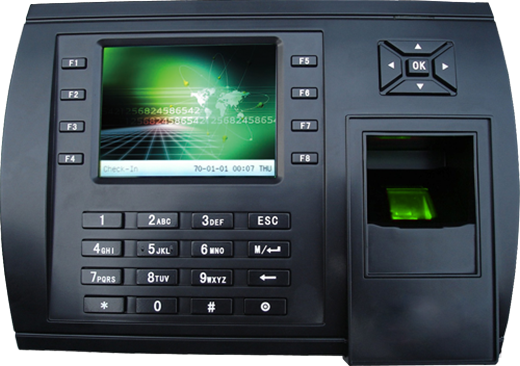 F1
F2
F3
F4
F5
F6
F7
F8
OK
Check-In 70-01-01 00:07 THU
1 2ABC 3DEF ESC
4GHI 5JKL 6MNO M/↵
7PQRS 8TUV 9WXYZ ←
* 0 # ⊙